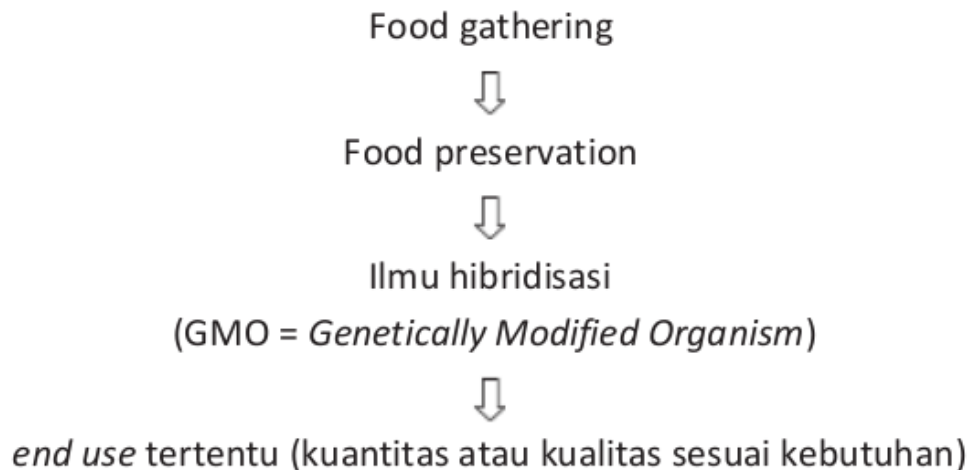 Food gathering
Food preservation
Ilmu hibridisasi
(GMO = Genetically Modified Organism)
end use tertentu (kuantitas atau kualitas sesuai kebutuhan)